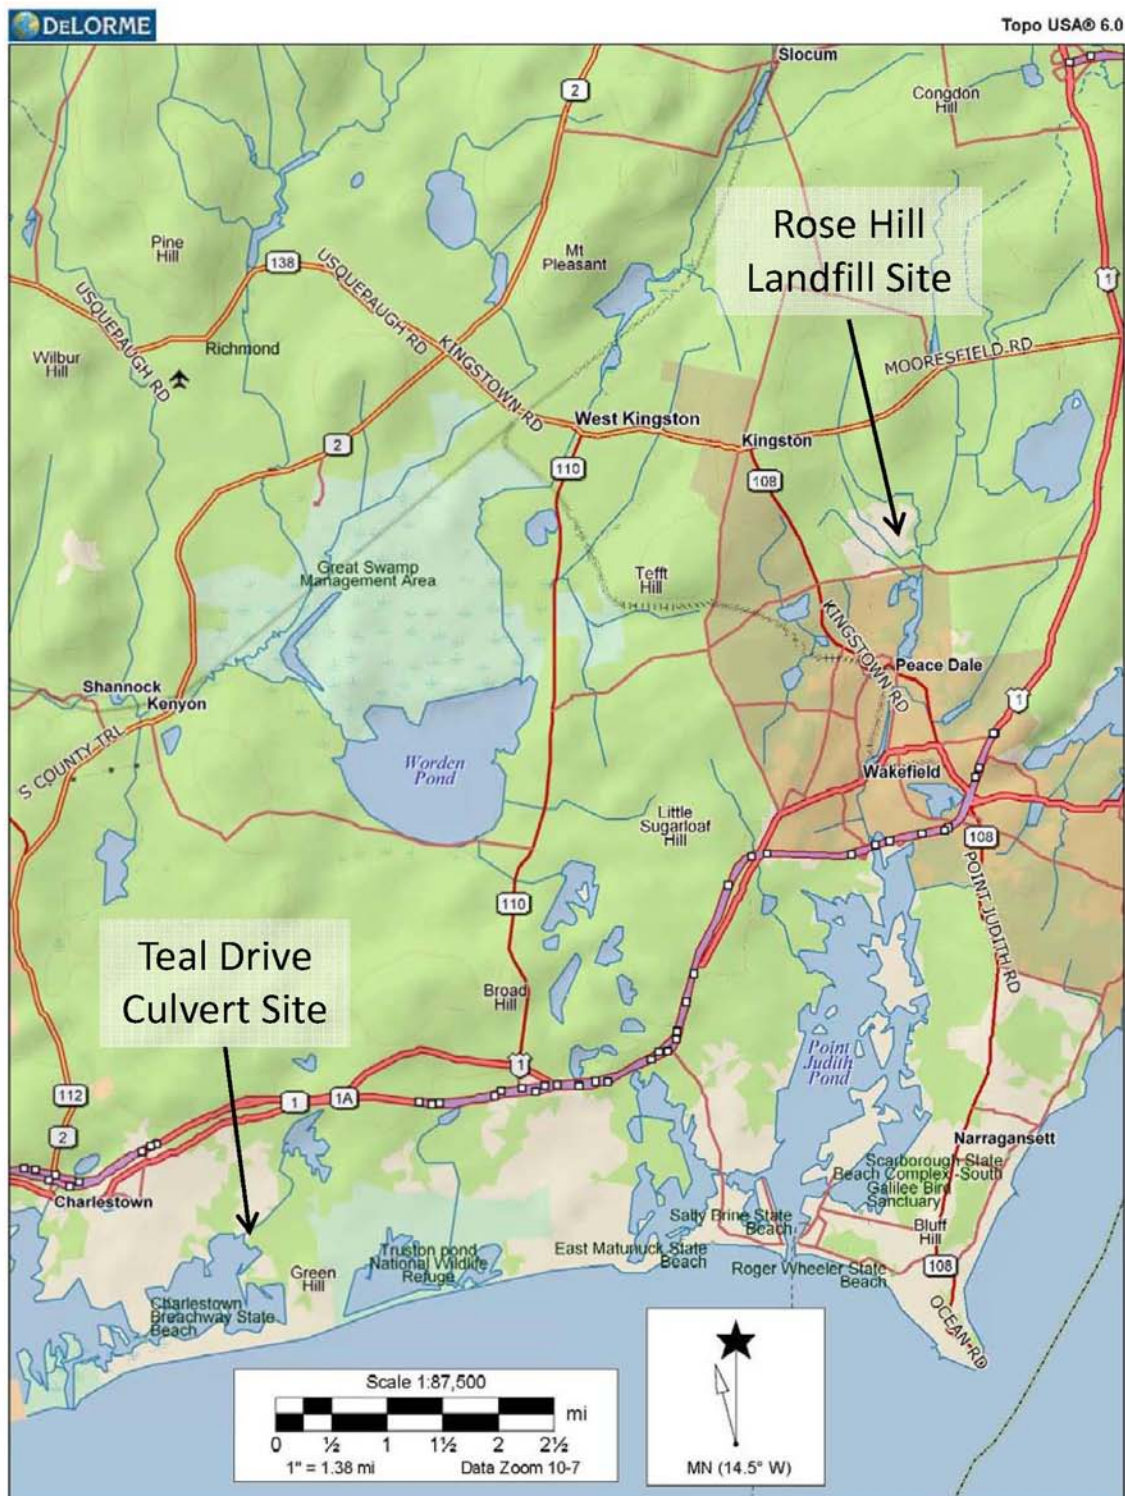 DELORME
Topo USA® 6.0
Slocum
Congdon
Hill
2
Rose Hill
Landfill Site
Pine
Hill
138
USQUEPAUGH RD
Mt
Pleasant
1
USQUEPAUGH RD
Richmond
KINGSTOWN RD
MOORESFIELD RD
Wilbur
Hill
2
West Kingston
Kingston
110
108
Great Swamp
Management Area
Tefft
Hill
KINGSTOWN RD
Peace Dale
Shannock
Kenyon
1
S COUNTY TRL
Worden
Pond
Wakefield
Little
Sugarloaf
Hill
108
POINT JUDITH RD
110
Teal Drive
Culvert Site
Broad
Hill
Point
Judith
Pond
1
112
1
1A
2
Narragansett
Charlestown
Scarborough State
Beach Complex -South
Galilee Bird
Sanctuary
Salty Brine State
Beach
Bluff
Hill
East Matunuck State
Beach
Truston pond
National Wildlife
Refuge
Roger Wheeler State
Beach
108
Green
Hill
Charlestown
Breachway State
Beach
OCEAN RD
Scale 1:87,500
mi
0 ½ 1 1½ 2 2½
1" = 1.38 mi Data Zoom 10-7
MN (14.5° W)